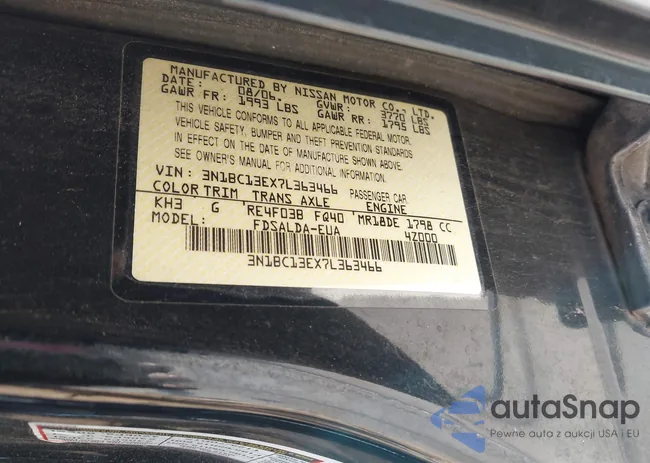 MANUFACTURED BY NISSAN MOTOR CO., LTD.
DATE: 08/06. GVWR: 3770 LBS
GAWR FR: 1993 LBS GAWR RR: 1795 LBS
THIS VEHICLE CONFORMS TO ALL APPLICABLE FEDERAL MOTOR
VEHICLE SAFETY, BUMPER AND THEFT PREVENTION STANDARDS
IN EFFECT ON THE DATE OF MANUFACTURE SHOWN ABOVE.
SEE OWNER'S MANUAL FOR ADDITIONAL INFORMATION.
VIN: 3N1BC13EX7L363466 PASSENGER CAR
COLOR TRIM TRANS AXLE ENGINE
KH3 G RE4F03B FQ40 MR18DE 1798 CC
MODEL: FDSALDA-EUA 4Z000
3N1BC13EX7L363466
autaSnap
Pewne auta z aukcji USA i EU